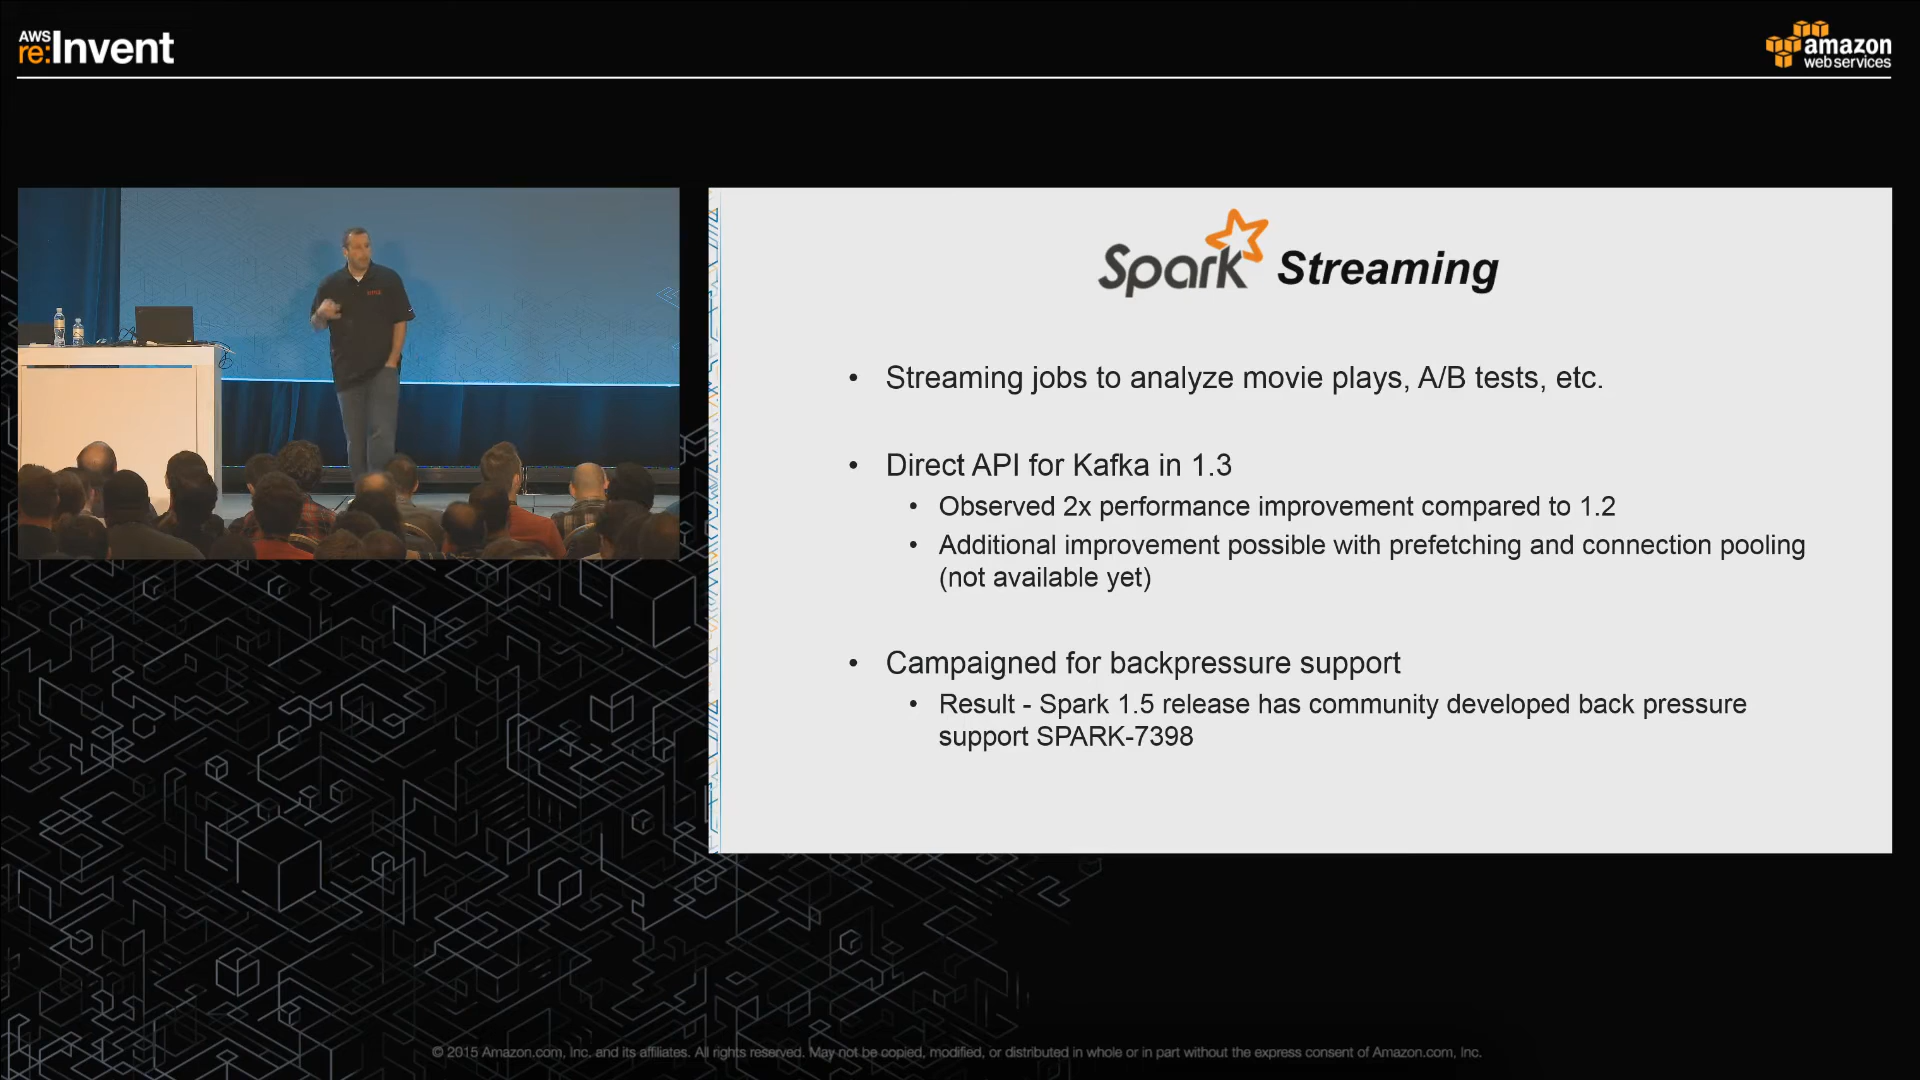 AWS
re:Invent
amazon
web services
Spark Streaming
• Streaming jobs to analyze movie plays, A/B tests, etc.
• Direct API for Kafka in 1.3
• Observed 2x performance improvement compared to 1.2
• Additional improvement possible with prefetching and connection pooling
(not available yet)
• Campaigned for backpressure support
• Result - Spark 1.5 release has community developed back pressure
support SPARK-7398
© 2015 Amazon.com, Inc. and its affiliates. All rights reserved. May not be copied, modified, or distributed in whole or in part without the express consent of Amazon.com, Inc.